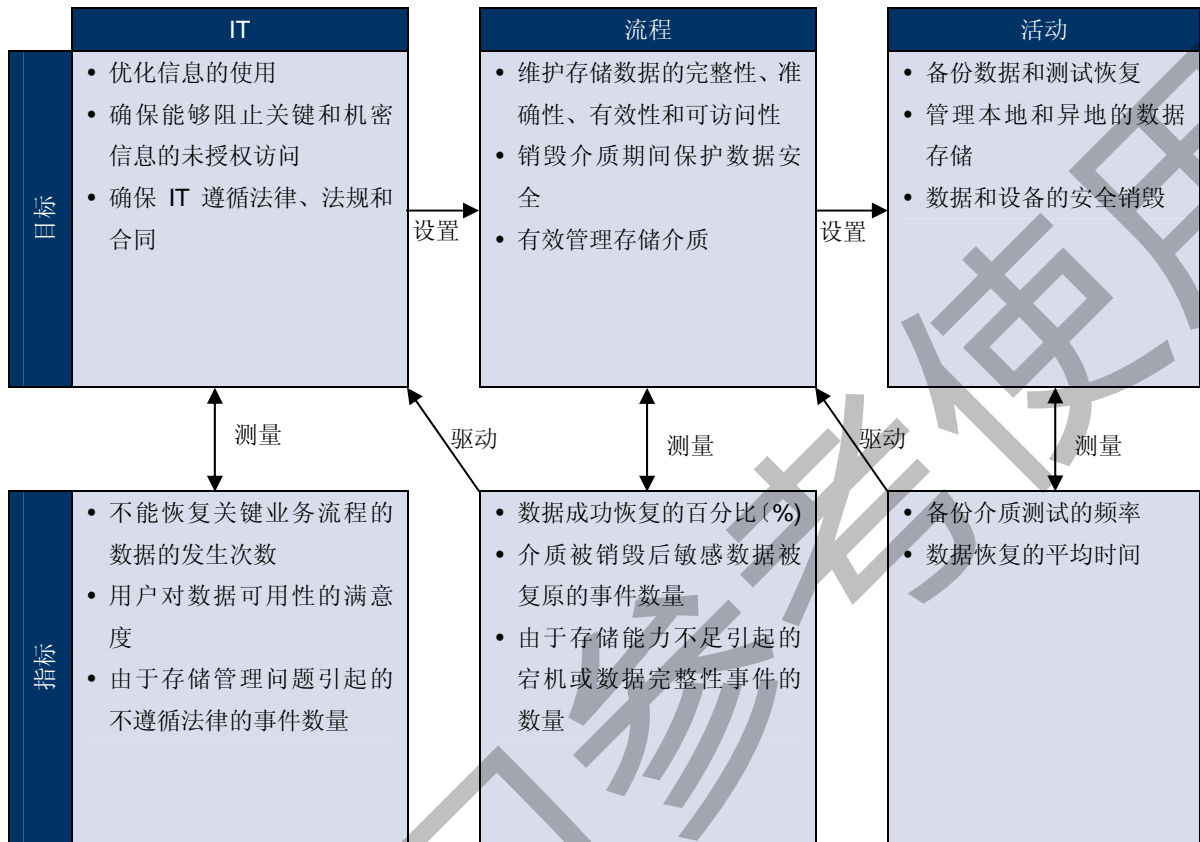 IT
流程
活动
目标
• 优化信息的使用
• 确保能够阻止关键和机密
信息的未授权访问
• 确保 IT 遵循法律、法规和
合同
设置
• 维护存储数据的完整性、准
确性、有效性和可访问性
• 销毁介质期间保护数据安
全
• 有效管理存储介质
设置
• 备份数据和测试恢复
• 管理本地和异地的数据
存储
• 数据和设备的安全销毁
测量
驱动
测量
驱动
测量
指标
• 不能恢复关键业务流程的
数据的发生次数
• 用户对数据可用性的满意
度
• 由于存储管理问题引起的
不遵循法律的事件数量
• 数据成功恢复的百分比(%)
• 介质被销毁后敏感数据被
复原的事件数量
• 由于存储能力不足引起的
宕机或数据完整性事件的
数量
• 备份介质测试的频率
• 数据恢复的平均时间
参考使用